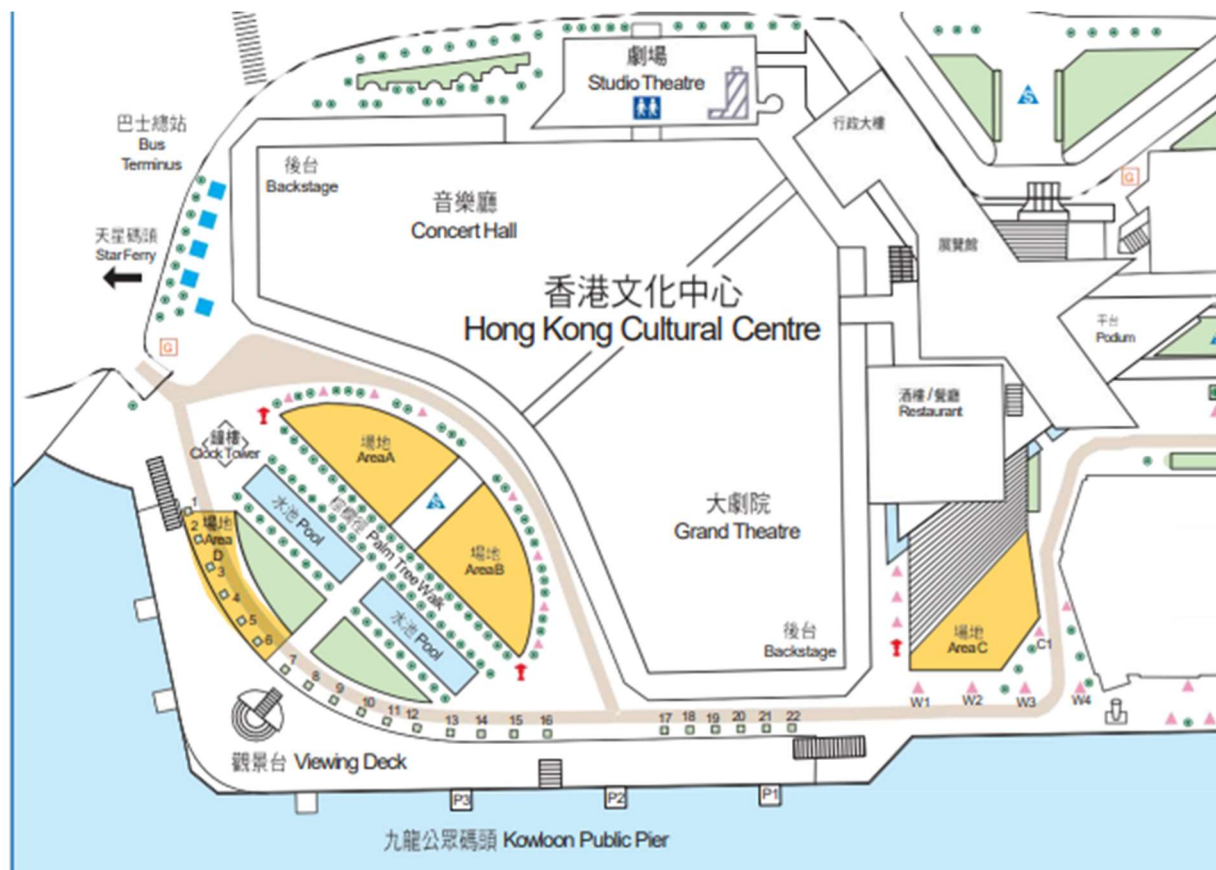 劇場
Studio Theatre
S
行政大樓
巴士總站
Bus
Terminus
後台
Backstage
G
音樂廳
Concert Hall
天星碼頭
Star Ferry
展覽館
香港文化中心
Hong Kong Cultural Centre
平台
Podium
G
酒樓 / 餐廳
Restaurant
鐘樓
Clock Tower
場地
Area A
S
場地
Area B
大劇院
Grand Theatre
水池 Pool
棕櫚徑 Palm Tree Walk
水池 Pool
場地
Area
D
1
2
3
4
5
6
7
8
9
10
11
12
13
14
15
16
17
18
19
20
21
22
後台
Backstage
場地
Area C
C1
W1
W2
W3
W4
觀景台 Viewing Deck
P3
P2
P1
九龍公眾碼頭 Kowloon Public Pier